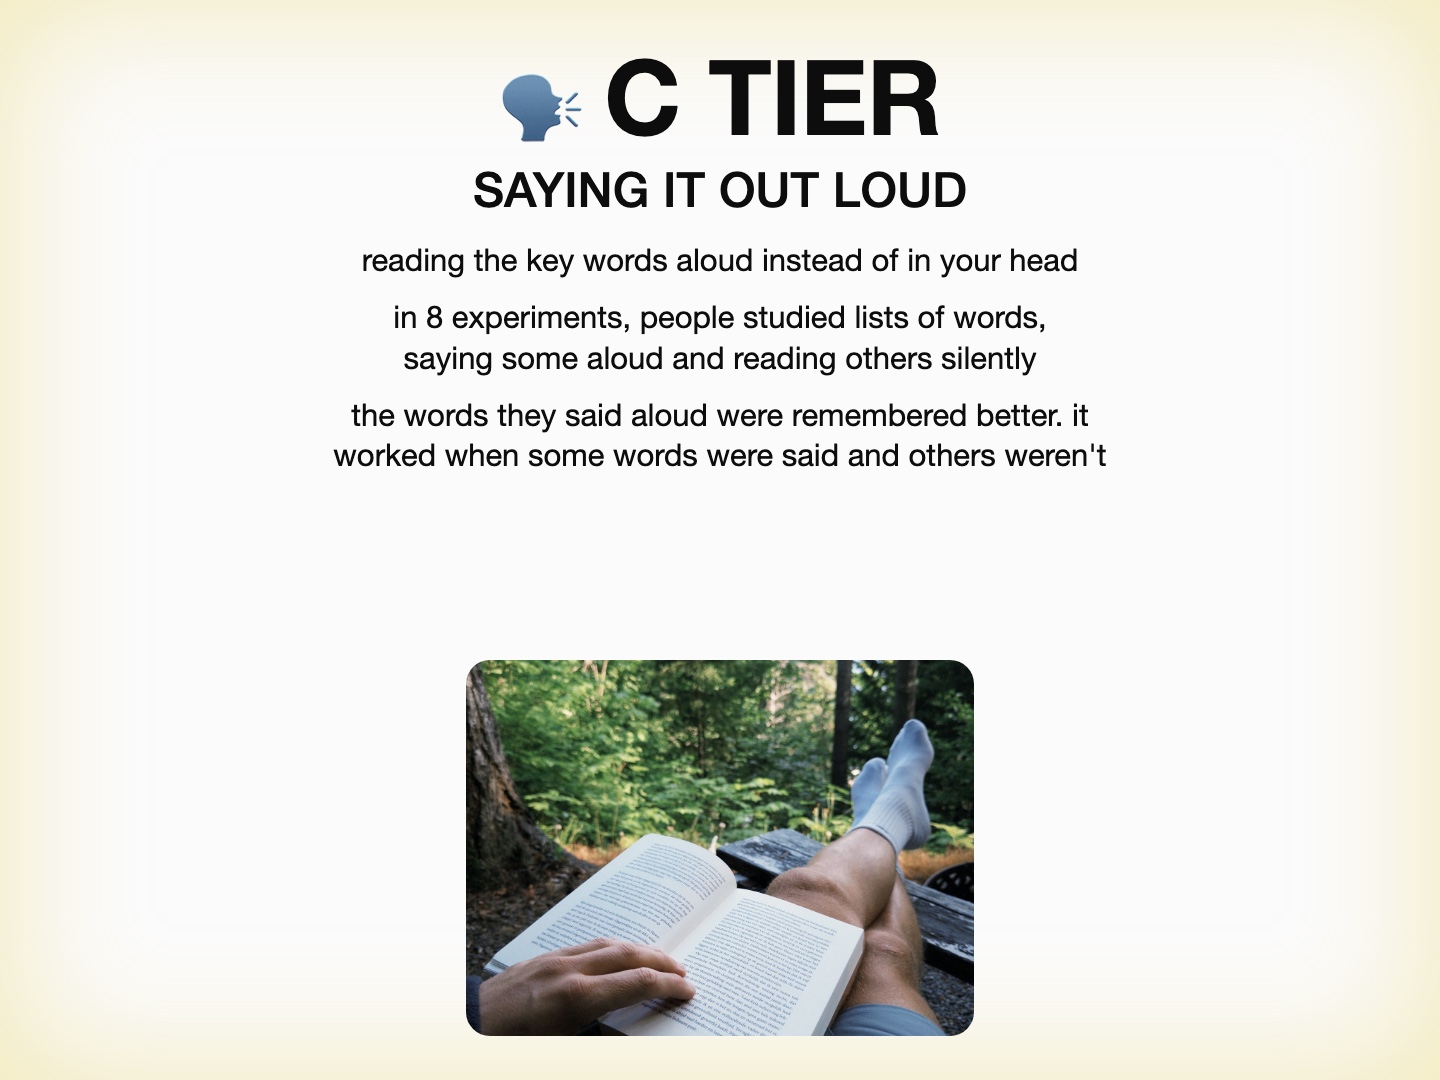 C TIER
SAYING IT OUT LOUD
reading the key words aloud instead of in your head
in 8 experiments, people studied lists of words,
saying some aloud and reading others silently
the words they said aloud were remembered better. it
worked when some words were said and others weren't